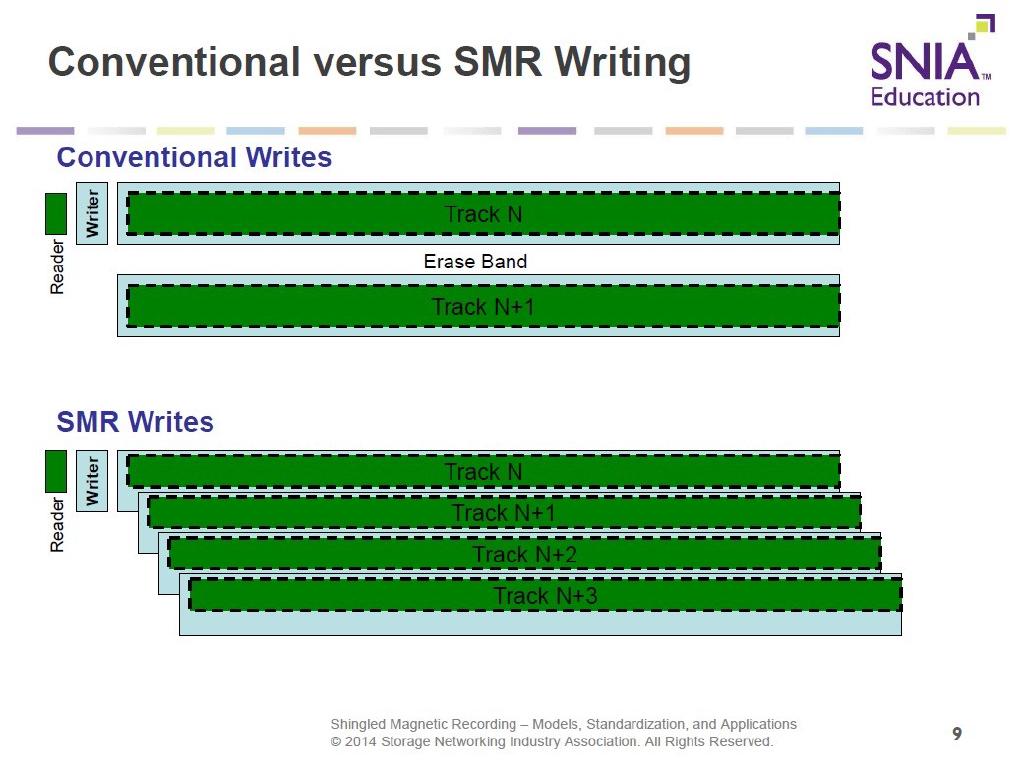 Conventional versus SMR Writing
SNIA™
Education
Conventional Writes
Reader
Writer
Track N
Erase Band
Track N+1
SMR Writes
Reader
Writer
Track N
Track N+1
Track N+2
Track N+3
Shingled Magnetic Recording – Models, Standardization, and Applications
© 2014 Storage Networking Industry Association. All Rights Reserved.
9